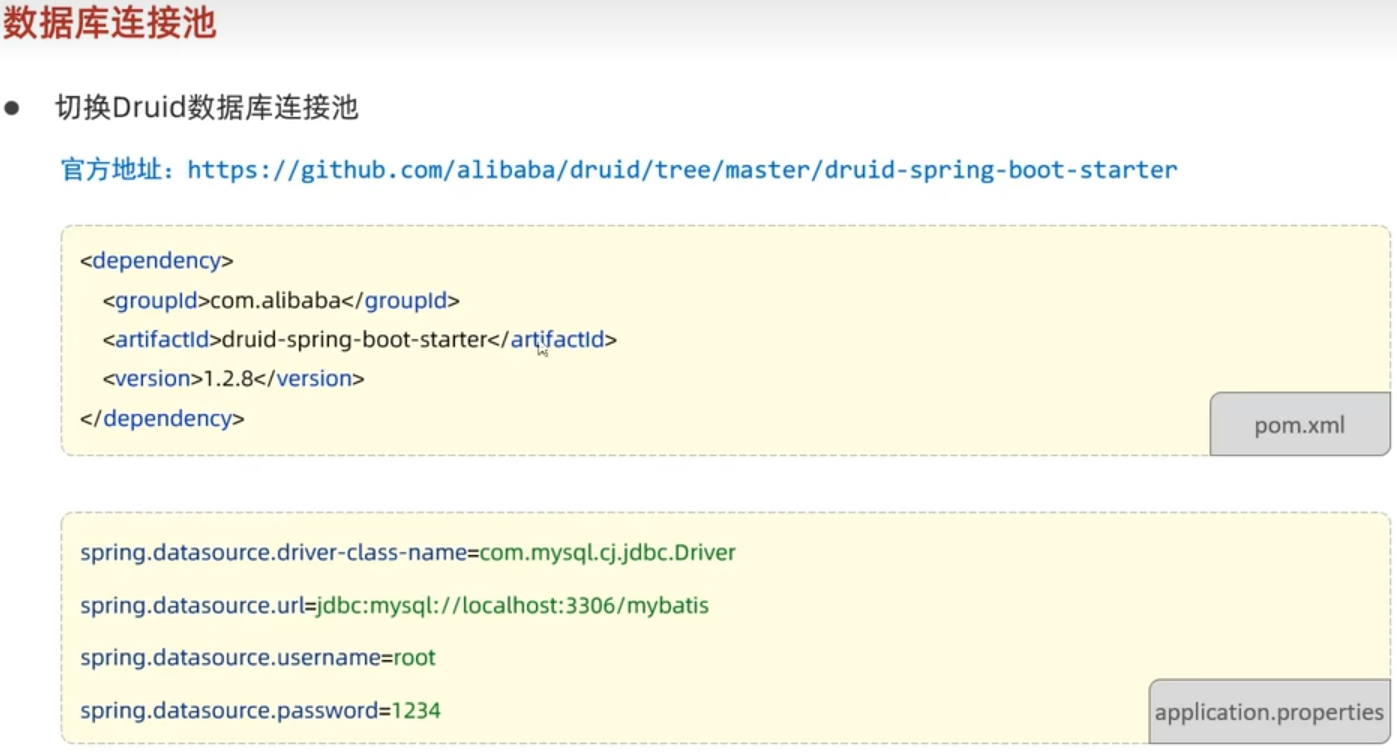 数据库连接池
● 切换Druid数据库连接池
官方地址：https://github.com/alibaba/druid/tree/master/druid-spring-boot-starter
<dependency>
<groupId>com.alibaba</groupId>
<artifactId>druid-spring-boot-starter</artifactId>
<version>1.2.8</version>
</dependency>
pom.xml
spring.datasource.driver-class-name=com.mysql.cj.jdbc.Driver
spring.datasource.url=jdbc:mysql://localhost:3306/mybatis
spring.datasource.username=root
spring.datasource.password=1234
application.properties